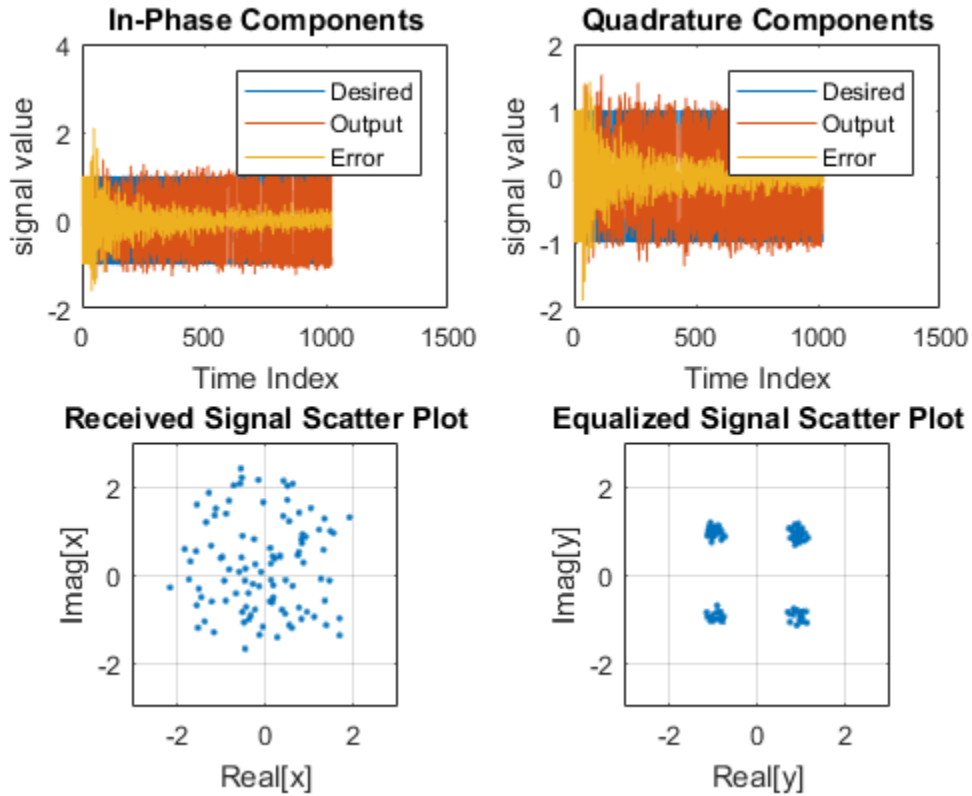 In-Phase Components
4
2
0
-2
signal value
Desired
Output
Error
0
500
1000
1500
Time Index
Quadrature Components
2
1
0
-1
-2
signal value
Desired
Output
Error
0
500
1000
1500
Time Index
Received Signal Scatter Plot
2
0
-2
Imag[x]
-2
0
2
Real[x]
Equalized Signal Scatter Plot
2
0
-2
Imag[y]
-2
0
2
Real[y]